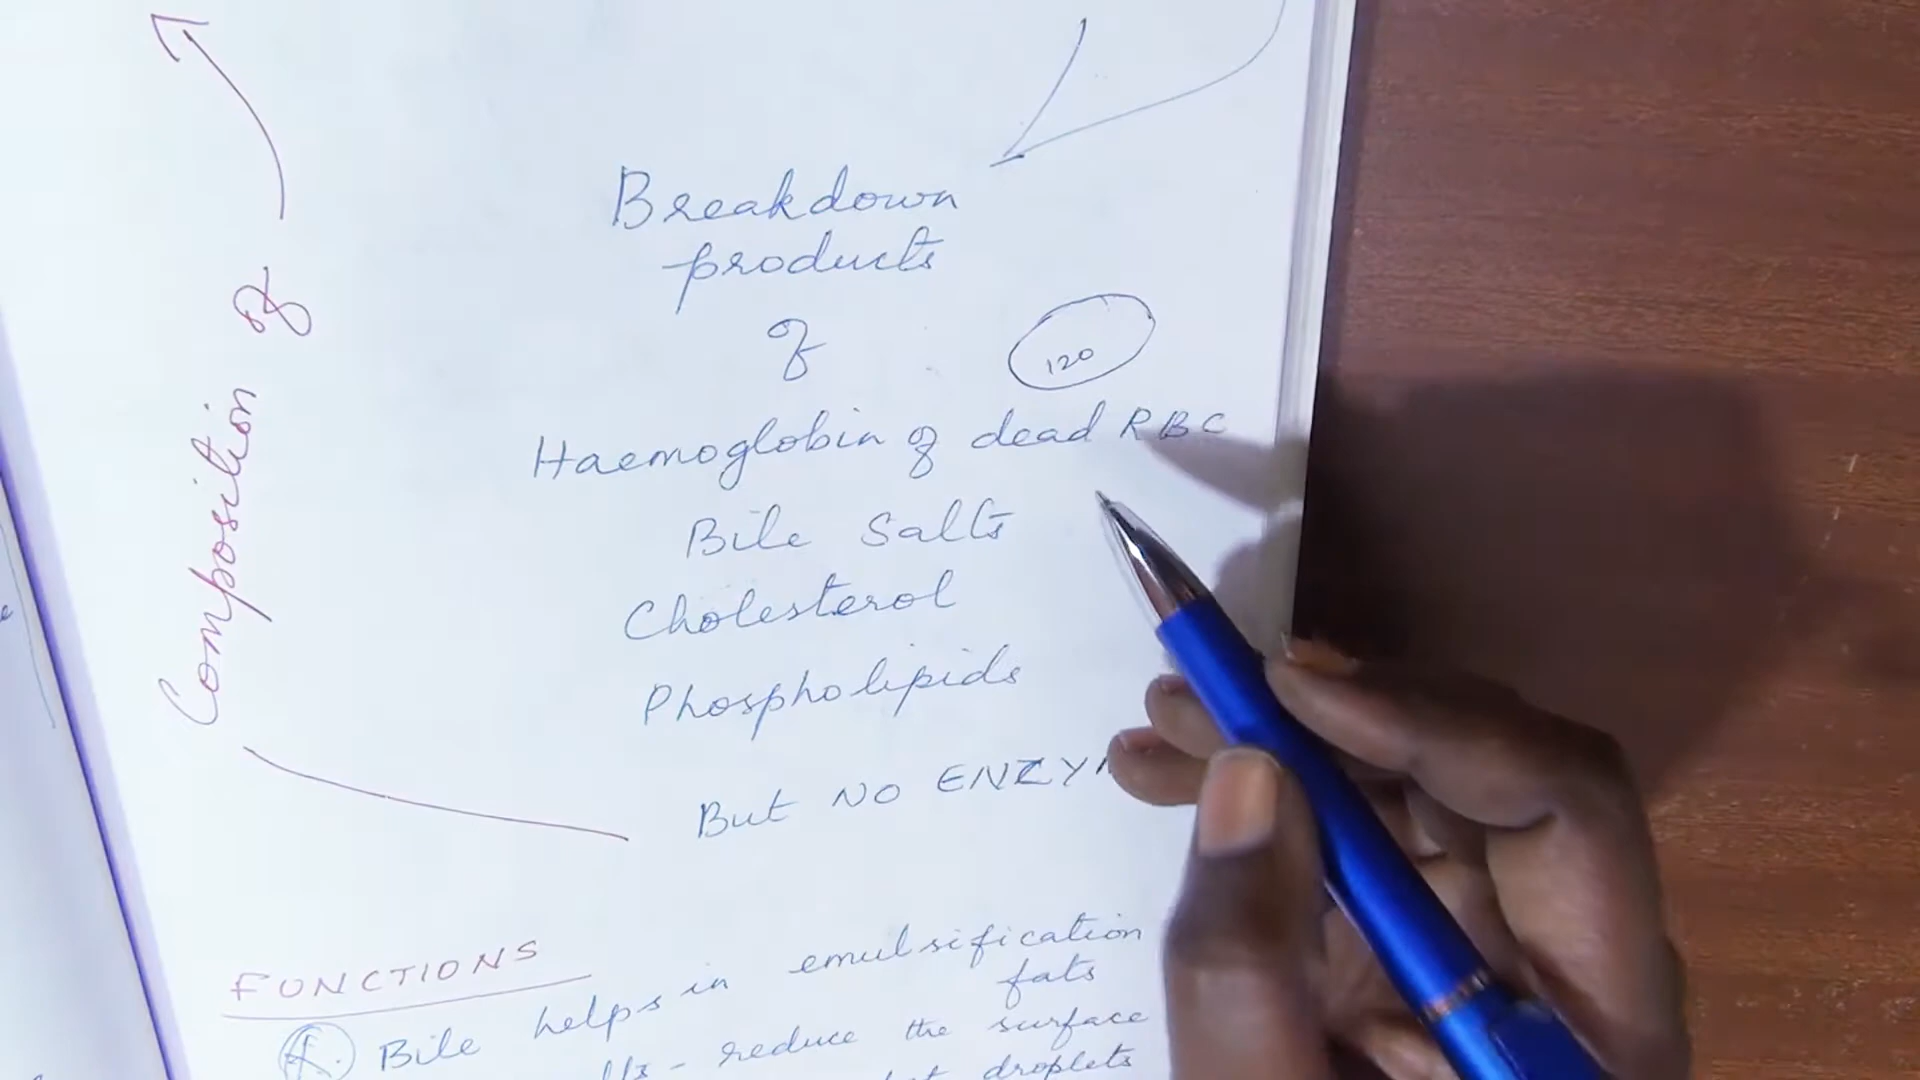 Composition of
Breakdown
products
of
120
Haemoglobin of dead RBC
Bile Salts
Cholesterol
Phospholipids
But NO
FUNCTIONS
Bile helps in emulsification
fats
reduce the surface
droplets